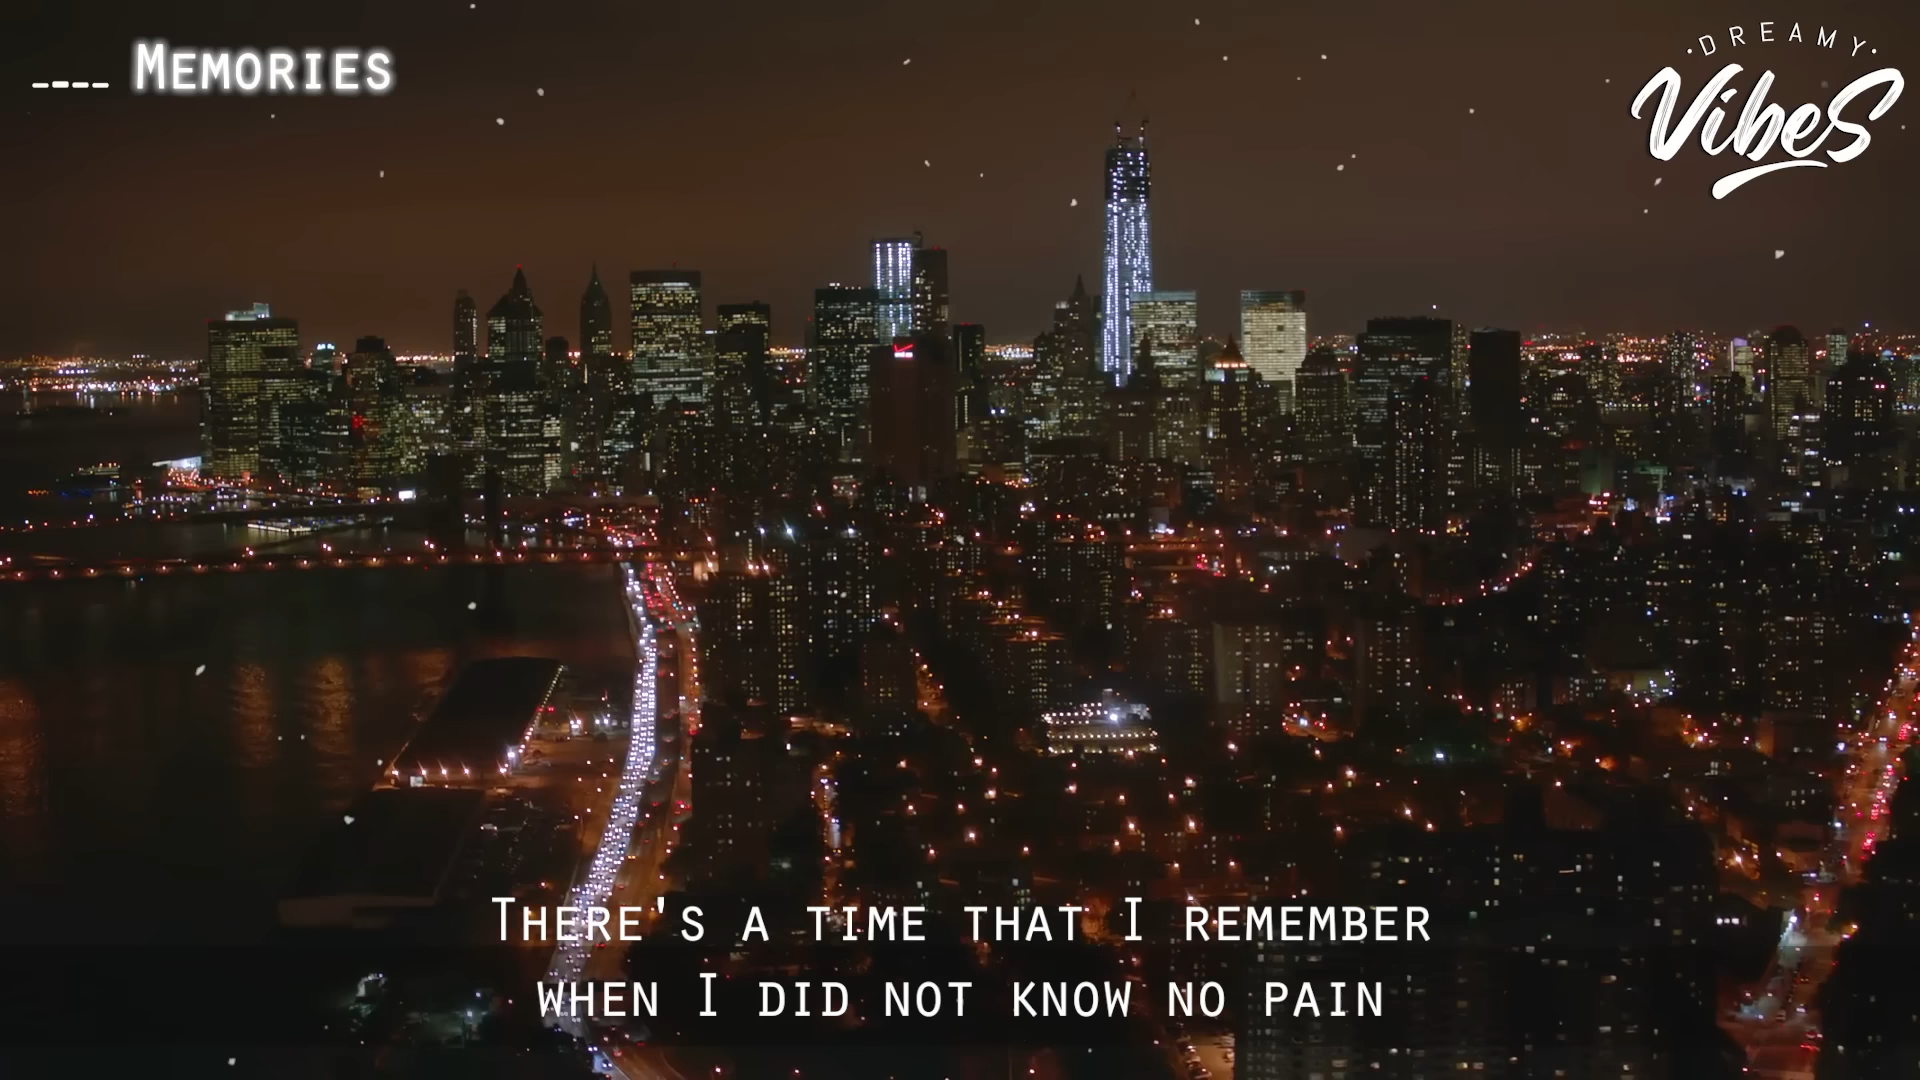 ---- Memories
·DREAMY·
Vibes
There's a time that I remember
when I did not know no pain